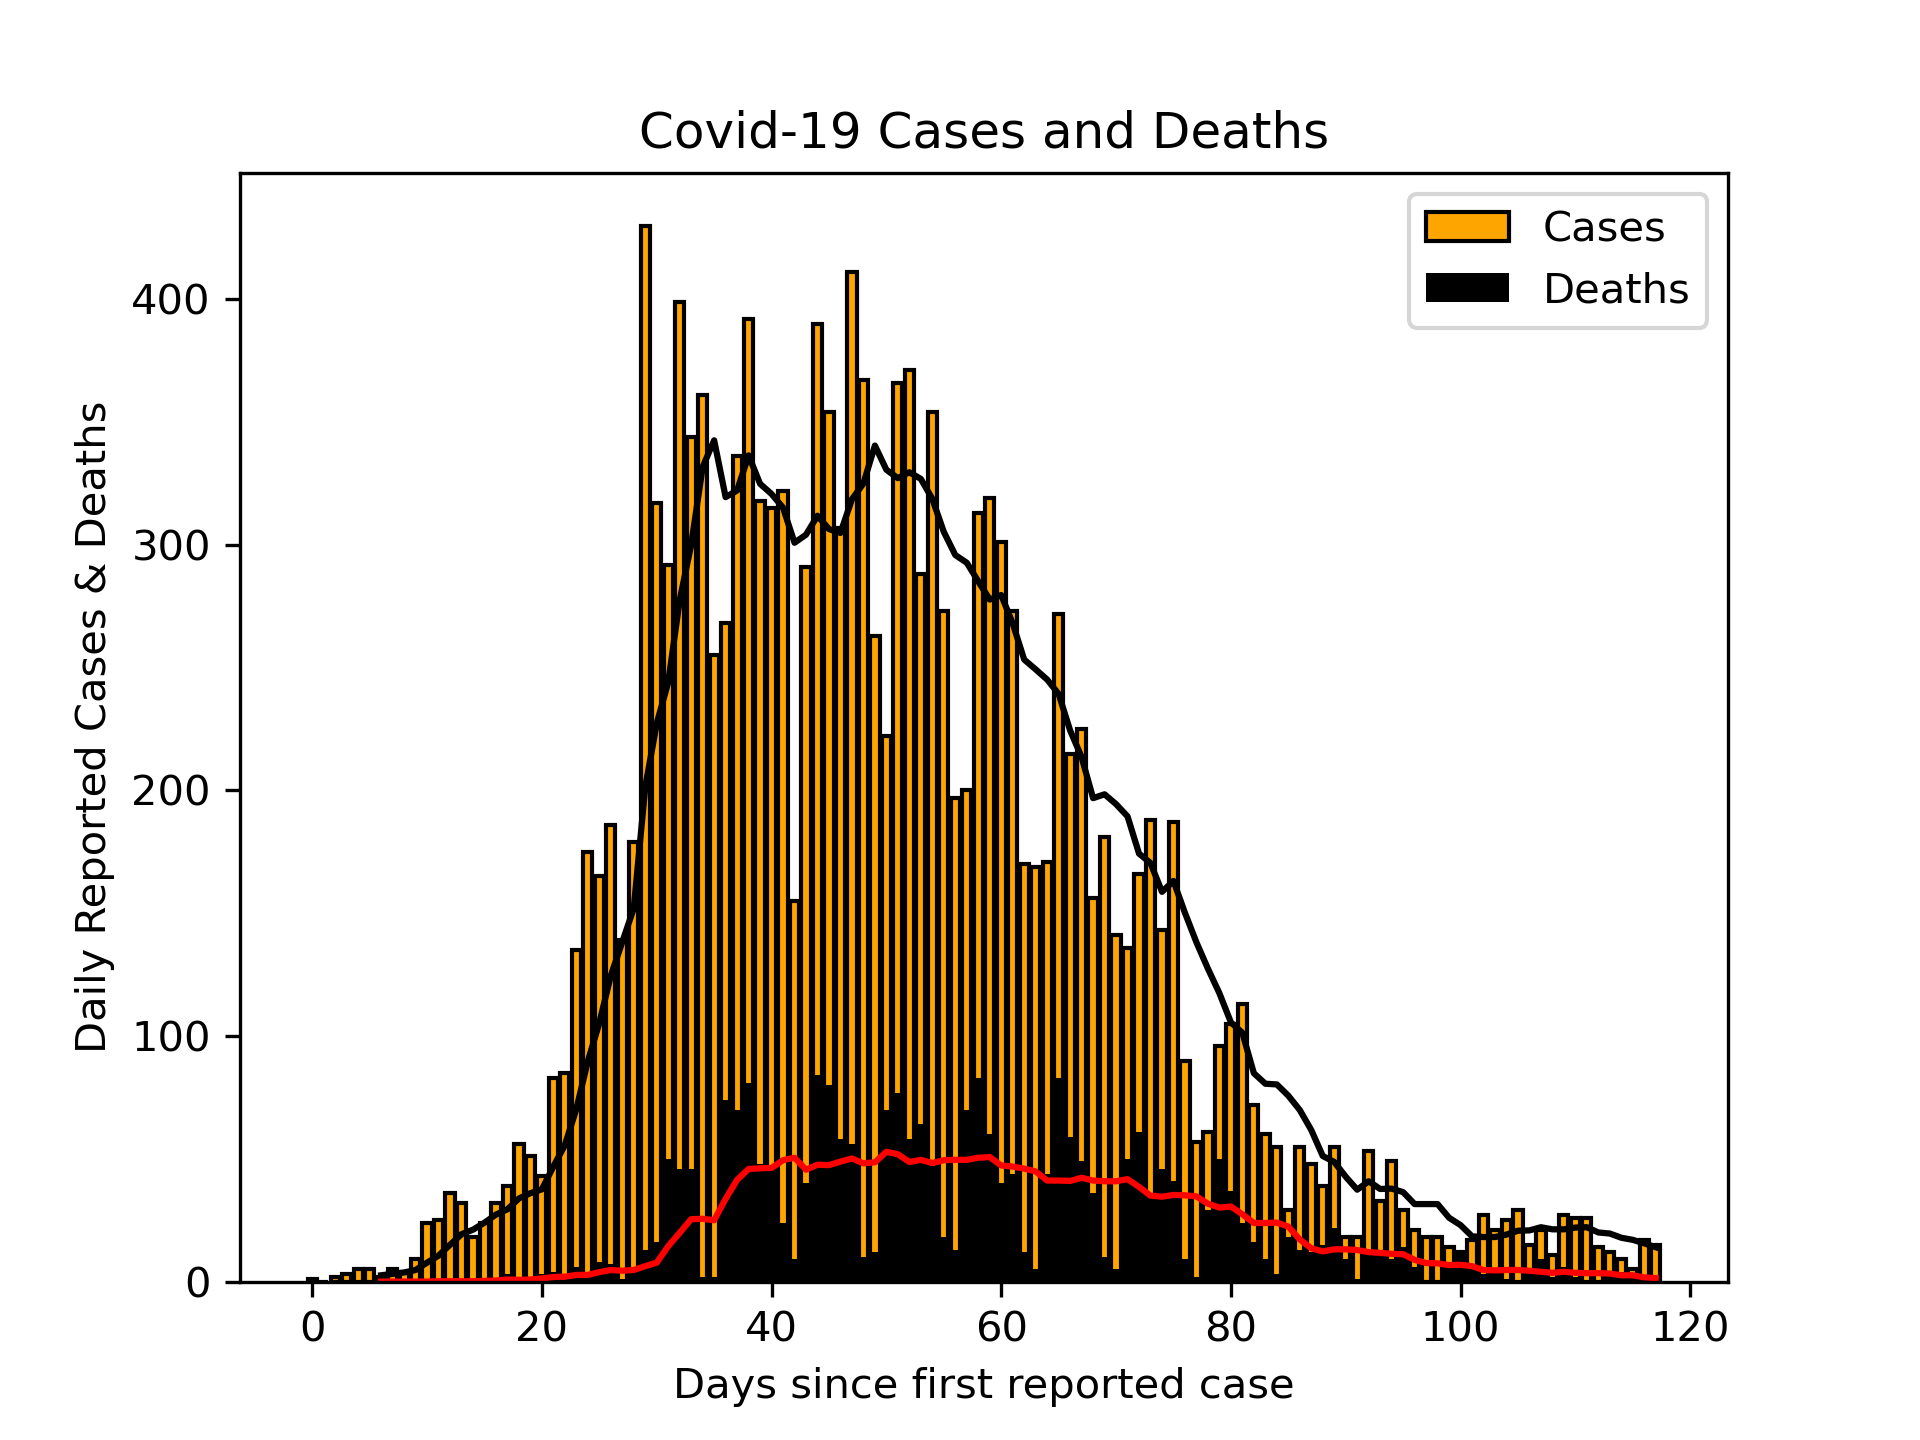 Covid-19 Cases and Deaths
Cases
Deaths
Daily Reported Cases & Deaths
400
300
200
100
0
0 20 40 60 80 100 120
Days since first reported case